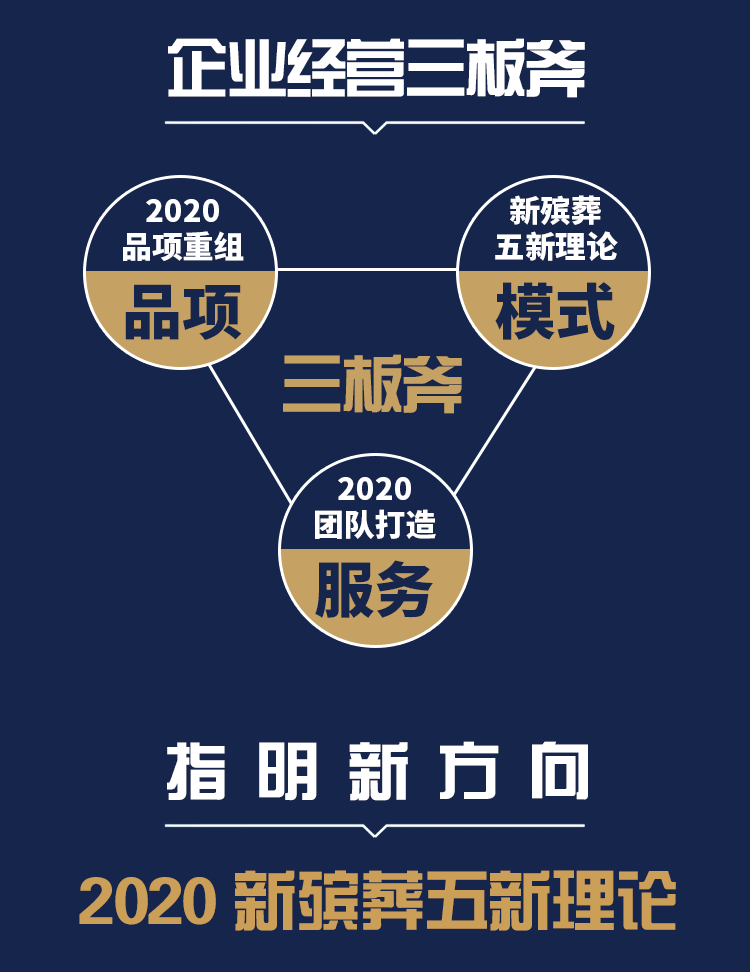 企业经营三板斧
2020
品项重组
品项
新殡葬
五新理论
模式
三板斧
2020
团队打造
服务
指明新方向
2020 新殡葬五新理论